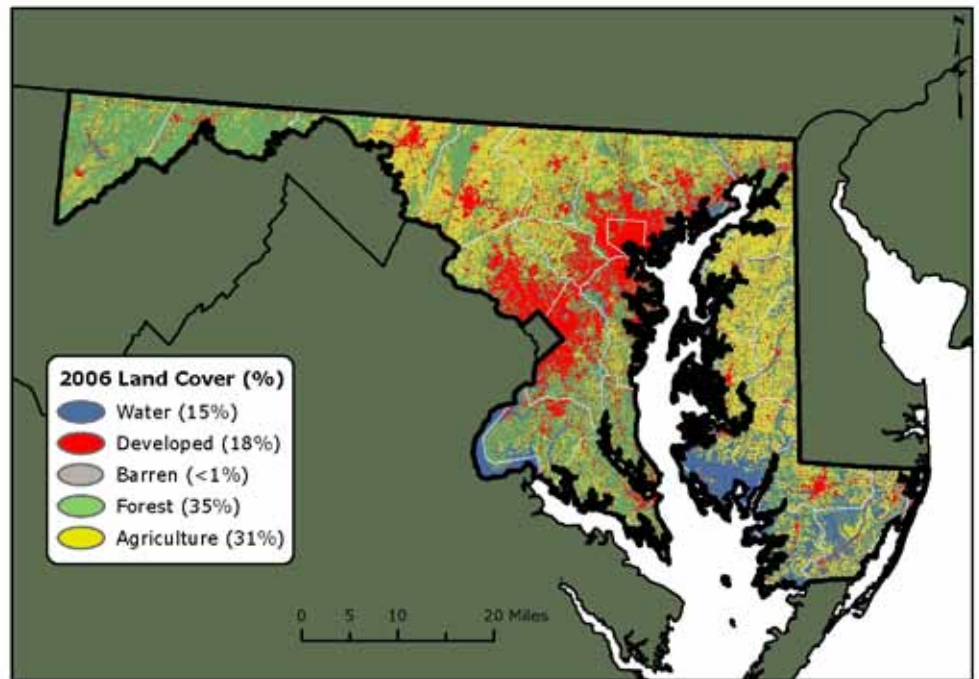 N
2006 Land Cover (%)
Water (15%)
Developed (18%)
Barren (<1%)
Forest (35%)
Agriculture (31%)
0 5 10 20 Miles